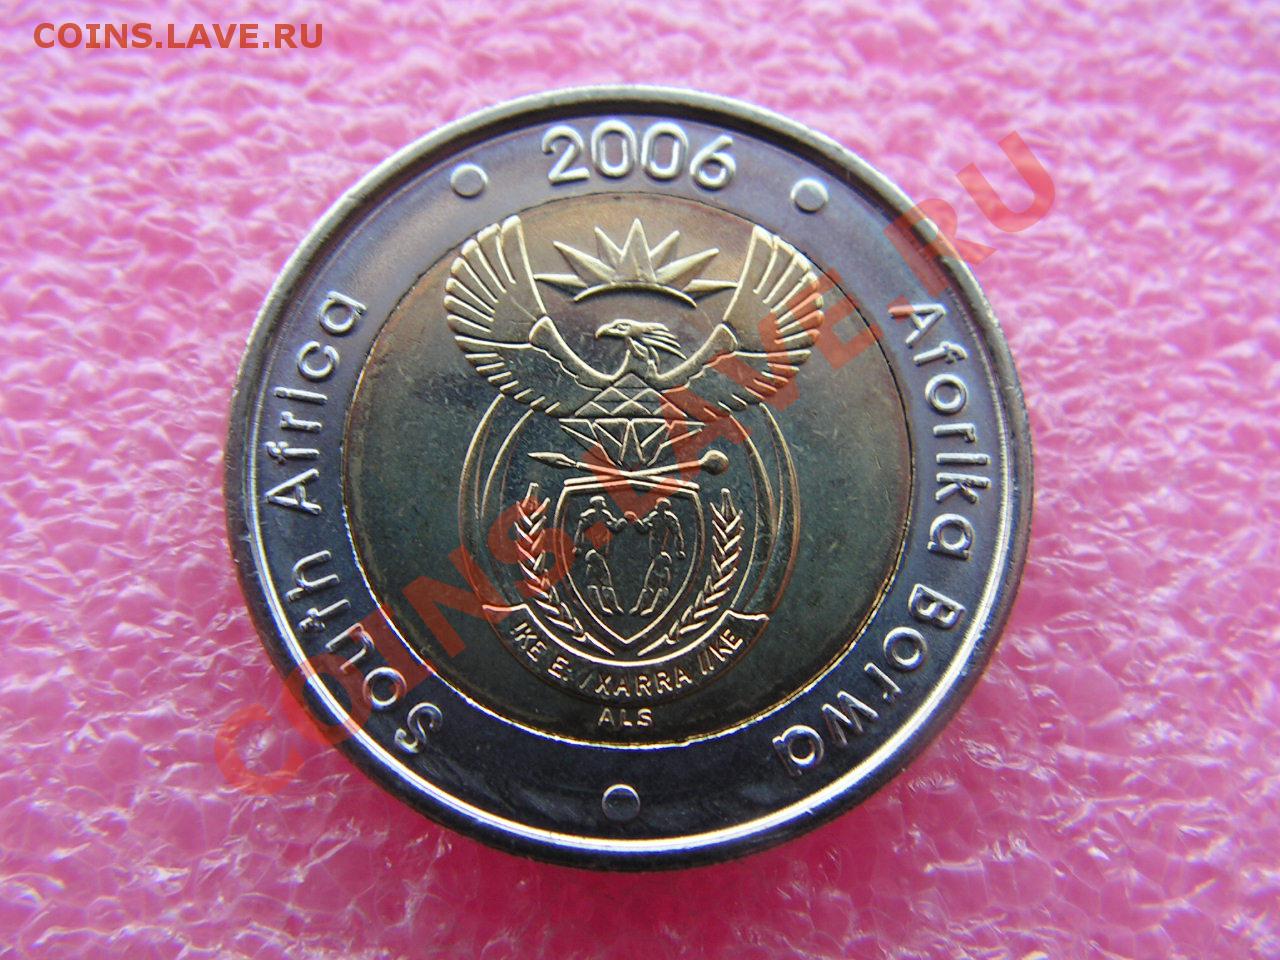 COINS.LAVE.RU
2006
South Africa
Aforika Borwa
!KE E: /XARRA //KE
ALS
COINS.LAVE.RU